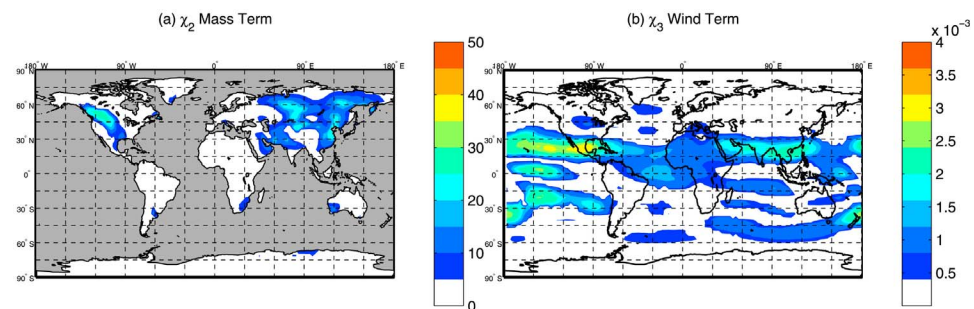 (a) χ₂ Mass Term
(b) χ₃ Wind Term
x 10⁻³
180° W 90° W 0° 90° E 180° E
90° N
60° N
30° N
0°
30° S
60° S
90° S
50
40
30
20
10
0
180° W 90° W 0° 90° E 180° E
90° N
60° N
30° N
0°
30° S
60° S
90° S
4
3.5
3
2.5
2
1.5
1
0.5